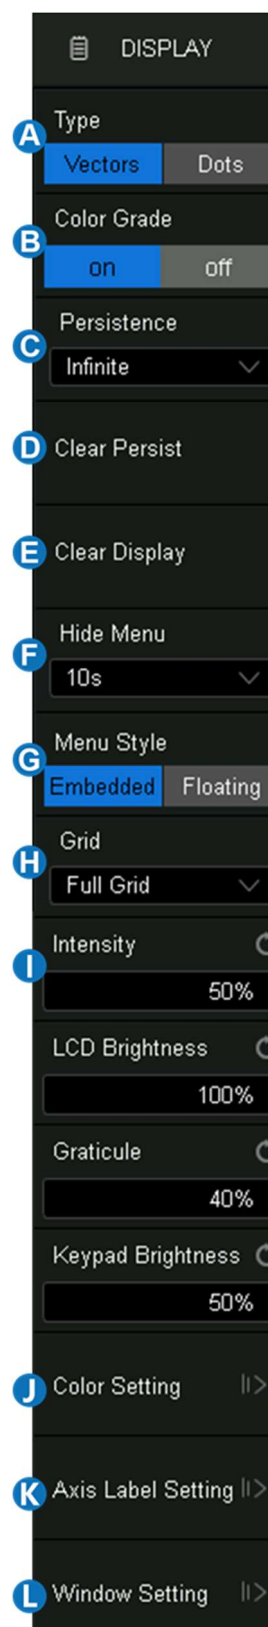 DISPLAY
A
Type
Vectors Dots
B
Color Grade
on off
C
Persistence
Infinite
D Clear Persist
E Clear Display
F
Hide Menu
10s
G
Menu Style
Embedded Floating
H
Grid
Full Grid
I
Intensity
50%
LCD Brightness
100%
Graticule
40%
Keypad Brightness
50%
J Color Setting
K Axis Label Setting
L Window Setting